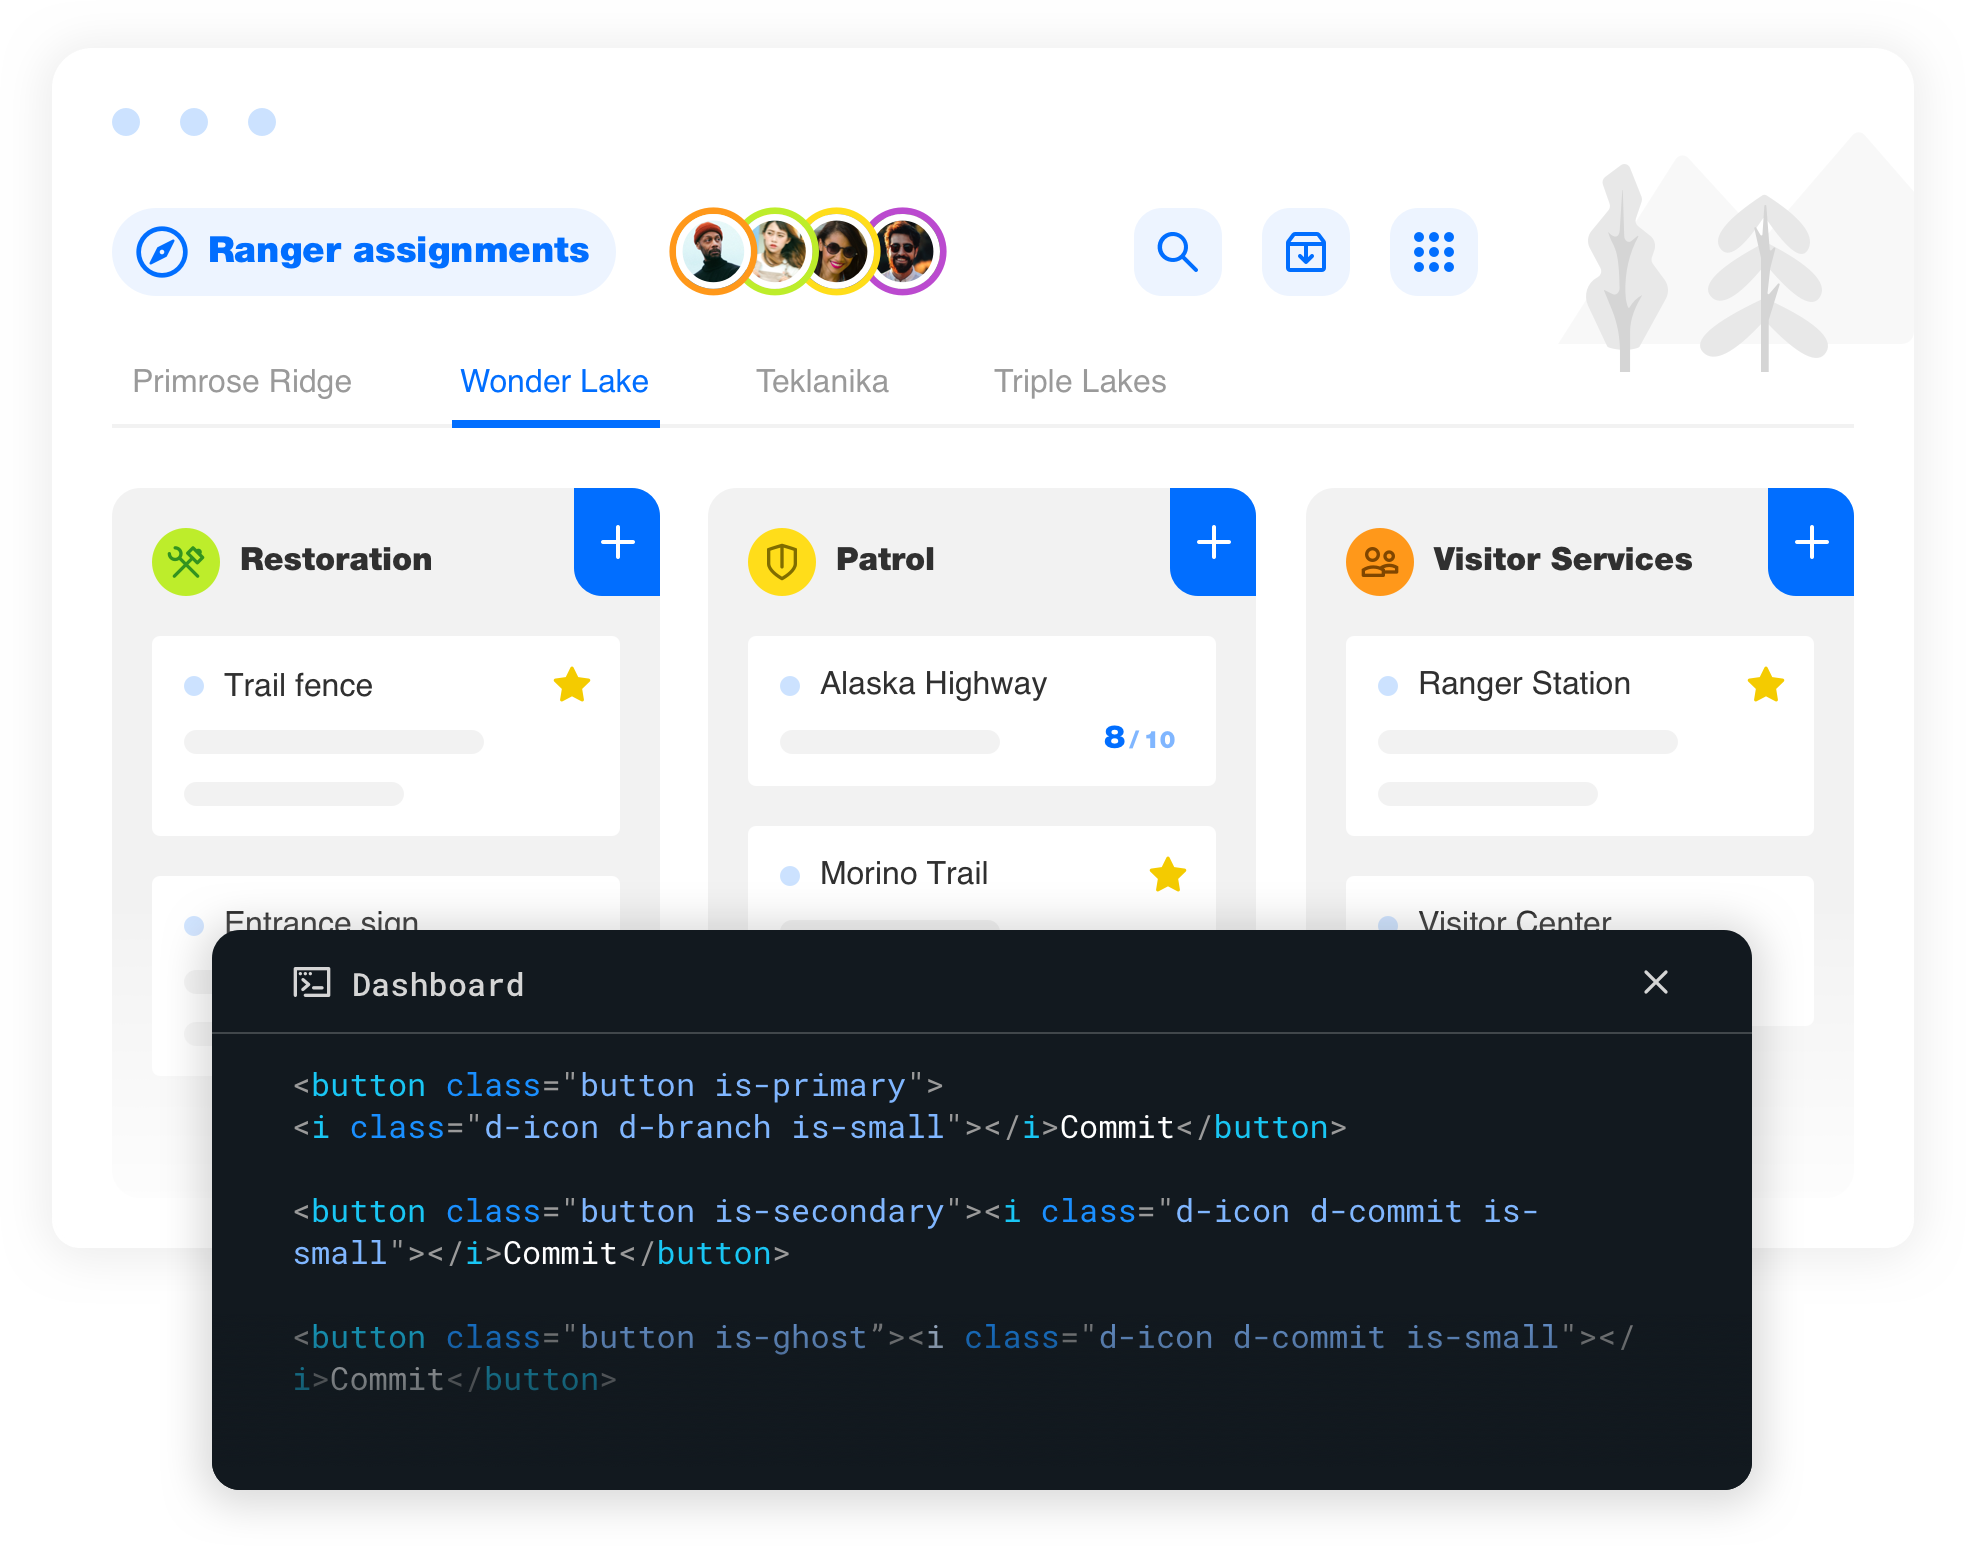 Ranger assignments
Primrose Ridge
Wonder Lake
Teklanika
Triple Lakes
Restoration
Patrol
Visitor Services
Trail fence
Alaska Highway
Ranger Station
8 / 10
Morino Trail
Entrance sign
Visitor Center
Dashboard
<button class="button is-primary">
<i class="d-icon d-branch is-small"></i>Commit</button>
<button class="button is-secondary"><i class="d-icon d-commit is-
small"></i>Commit</button>
<button class="button is-ghost”><i class="d-icon d-commit is-small"></
i>Commit</button>